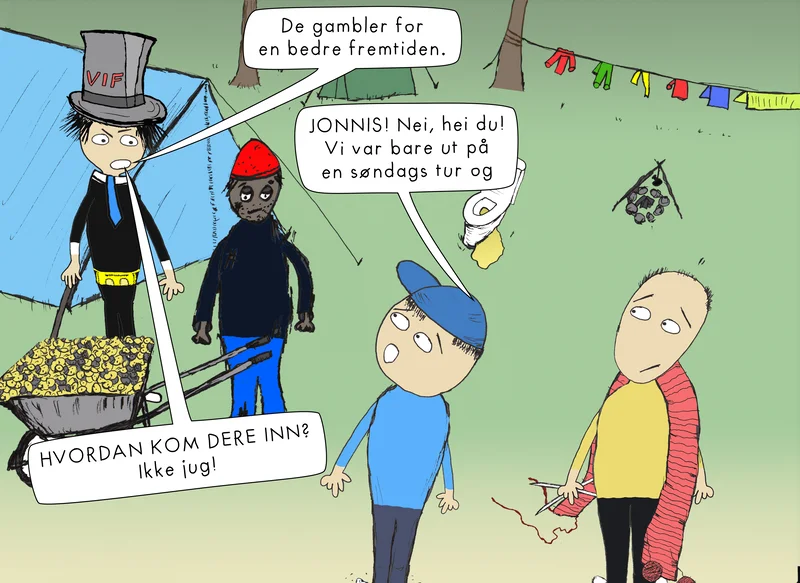 De gambler for
en bedre fremtiden.
VIF
JONNIS! Nei, hei du!
Vi var bare ut på
en søndags tur og
HVORDAN KOM DERE INN?
Ikke jug!